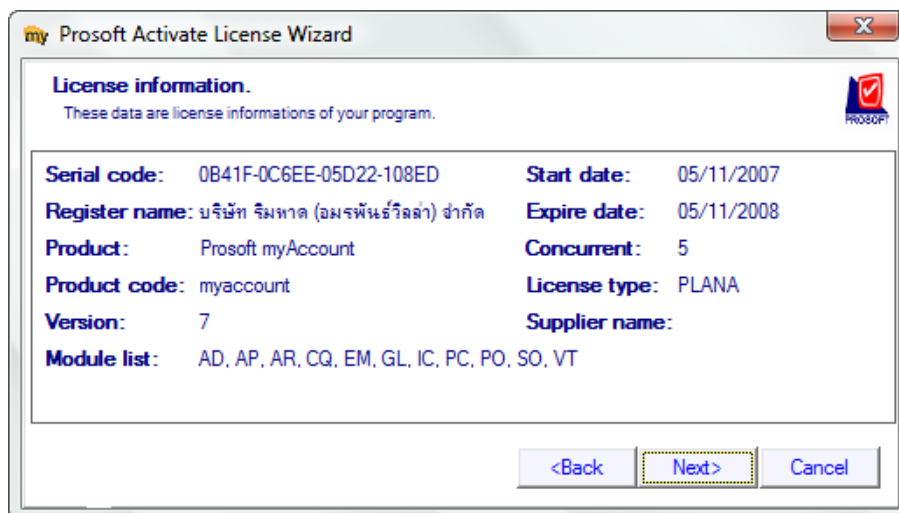 my Prosoft Activate License Wizard
License information.
These data are license informations of your program.
PROSOFT
Serial code: 0B41F-0C6EE-05D22-108ED Start date: 05/11/2007
Register name: บริษัท ริมหาด (อมรพันธ์วิลล่า) จำกัด Expire date: 05/11/2008
Product: Prosoft myAccount Concurrent: 5
Product code: myaccount License type: PLANA
Version: 7 Supplier name:
Module list: AD, AP, AR, CQ, EM, GL, IC, PC, PO, SO, VT
<Back Next> Cancel